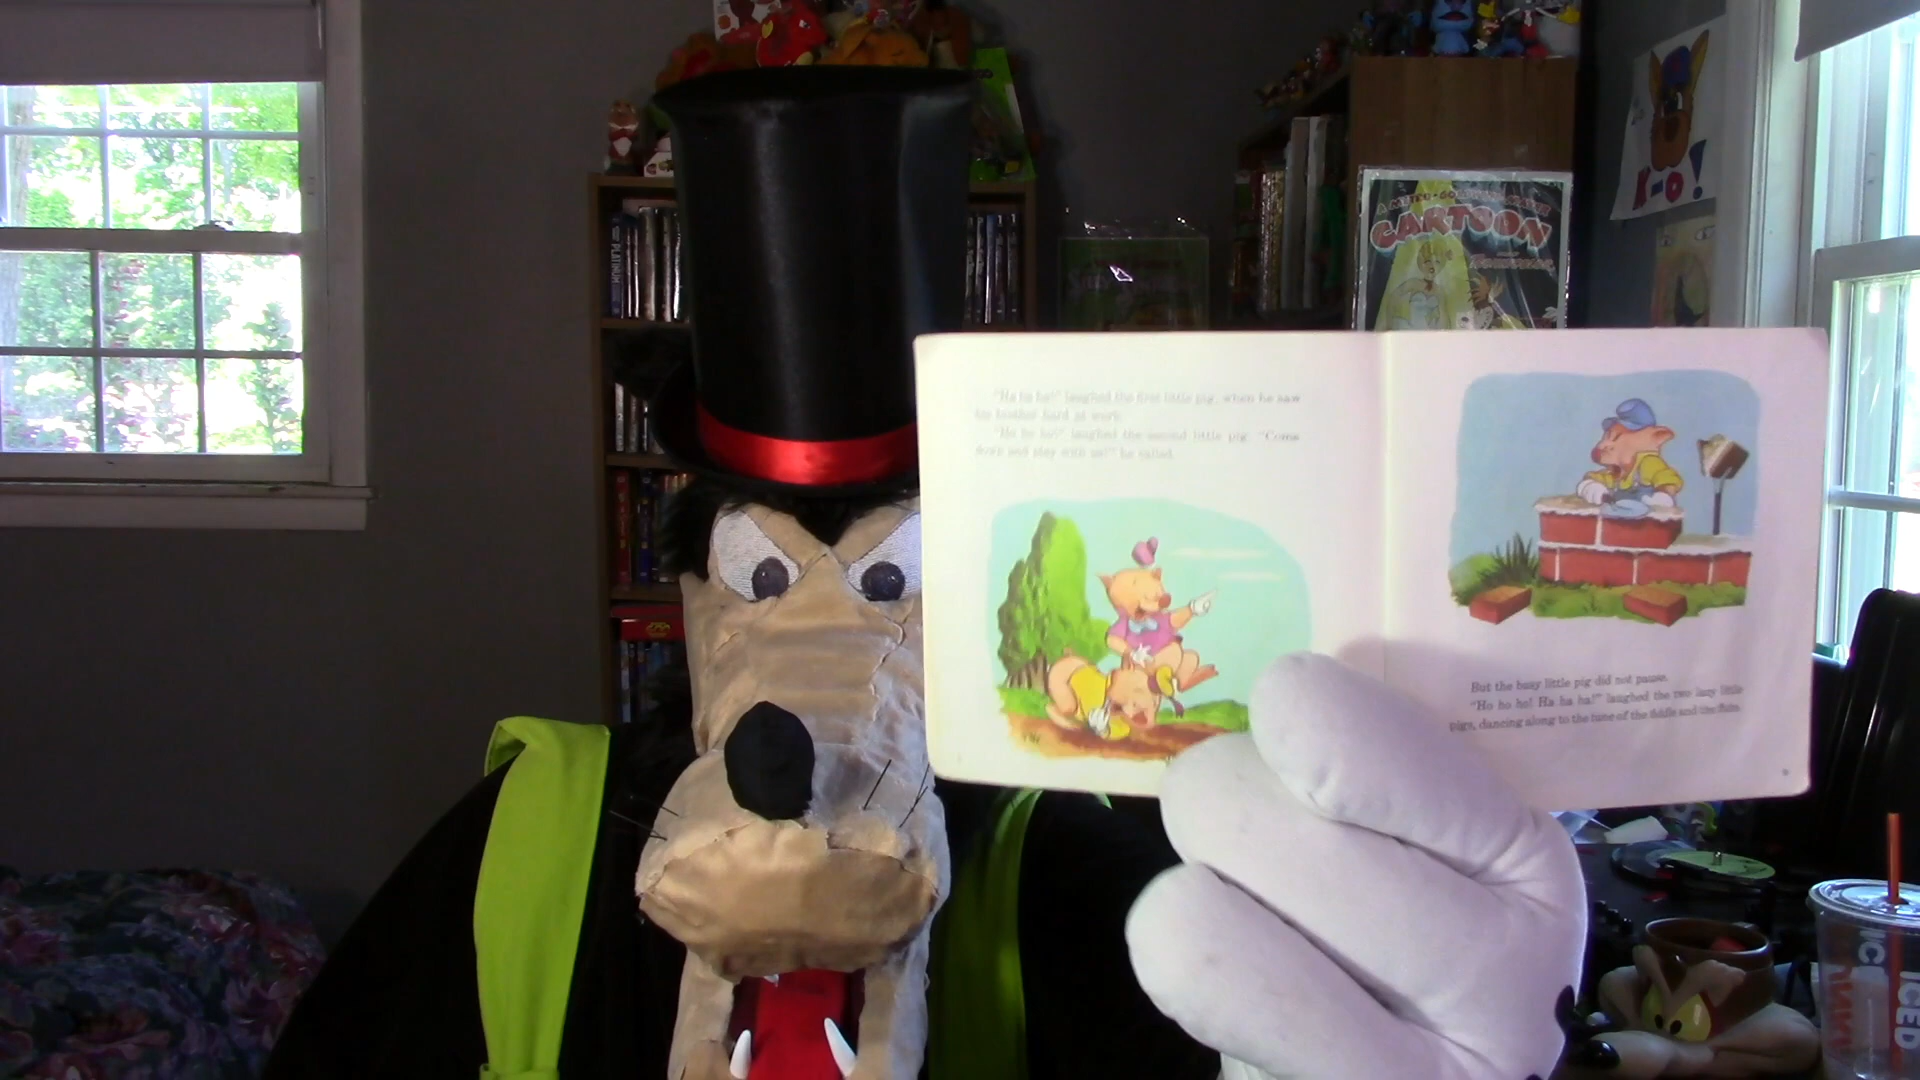 "Ha ha ha!" laughed the first little pig, when he saw
his brother hard at work.
"Ho ho ho!" laughed the second little pig. "Come
down and play with us!" he called.
But the busy little pig did not pause.
"Ho ho ho! Ha ha ha!" laughed the two lazy little
pigs, dancing along to the tune of the fiddle and the flute.
PLATINUM
CARTOON
K-O!
ICED